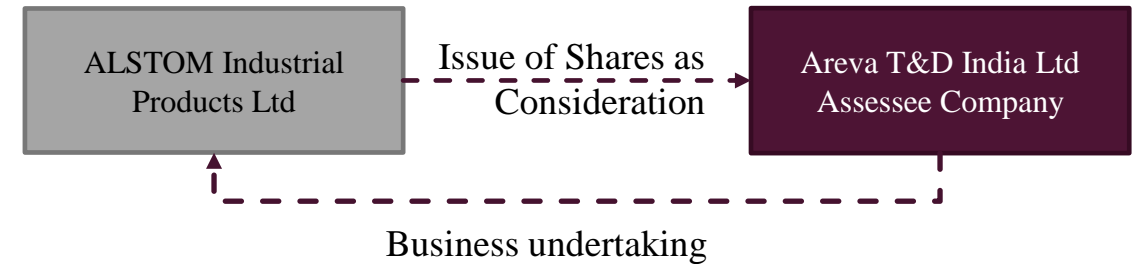 ALSTOM Industrial
Products Ltd
Issue of Shares as
Consideration
Areva T&D India Ltd
Assessee Company
Business undertaking